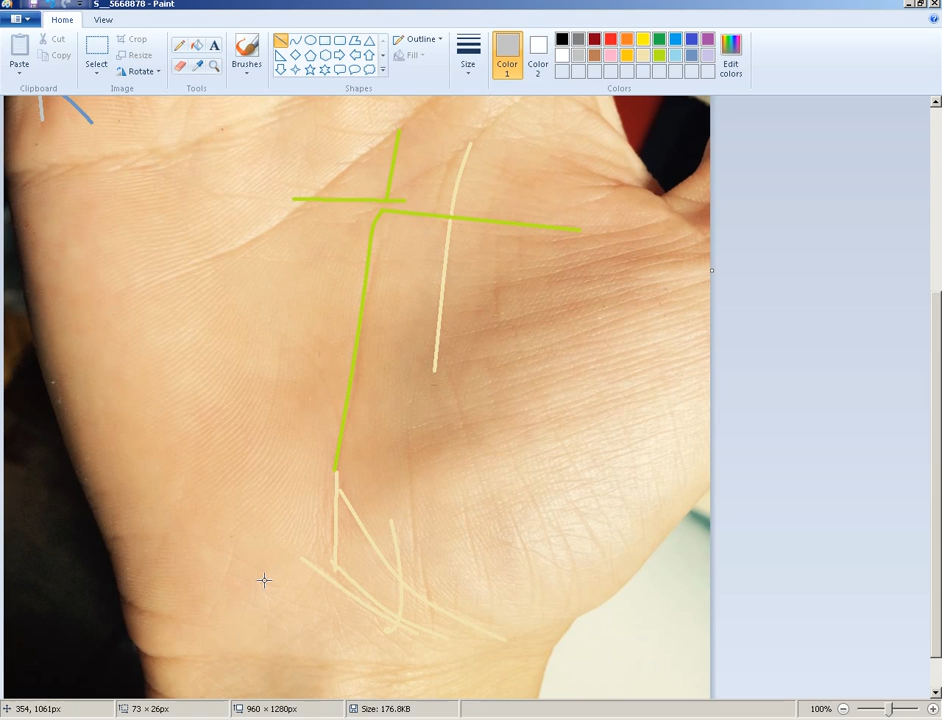 S__5668878 - Paint
Home View
Paste
Cut
Copy
Clipboard
Select
Crop
Resize
Rotate
Image
A
Tools
Brushes
Shapes
Outline
Fill
Size
Color 1
Color 2
Edit colors
Colors
354, 1061px 73 × 26px 960 × 1280px Size: 176.8KB 100%